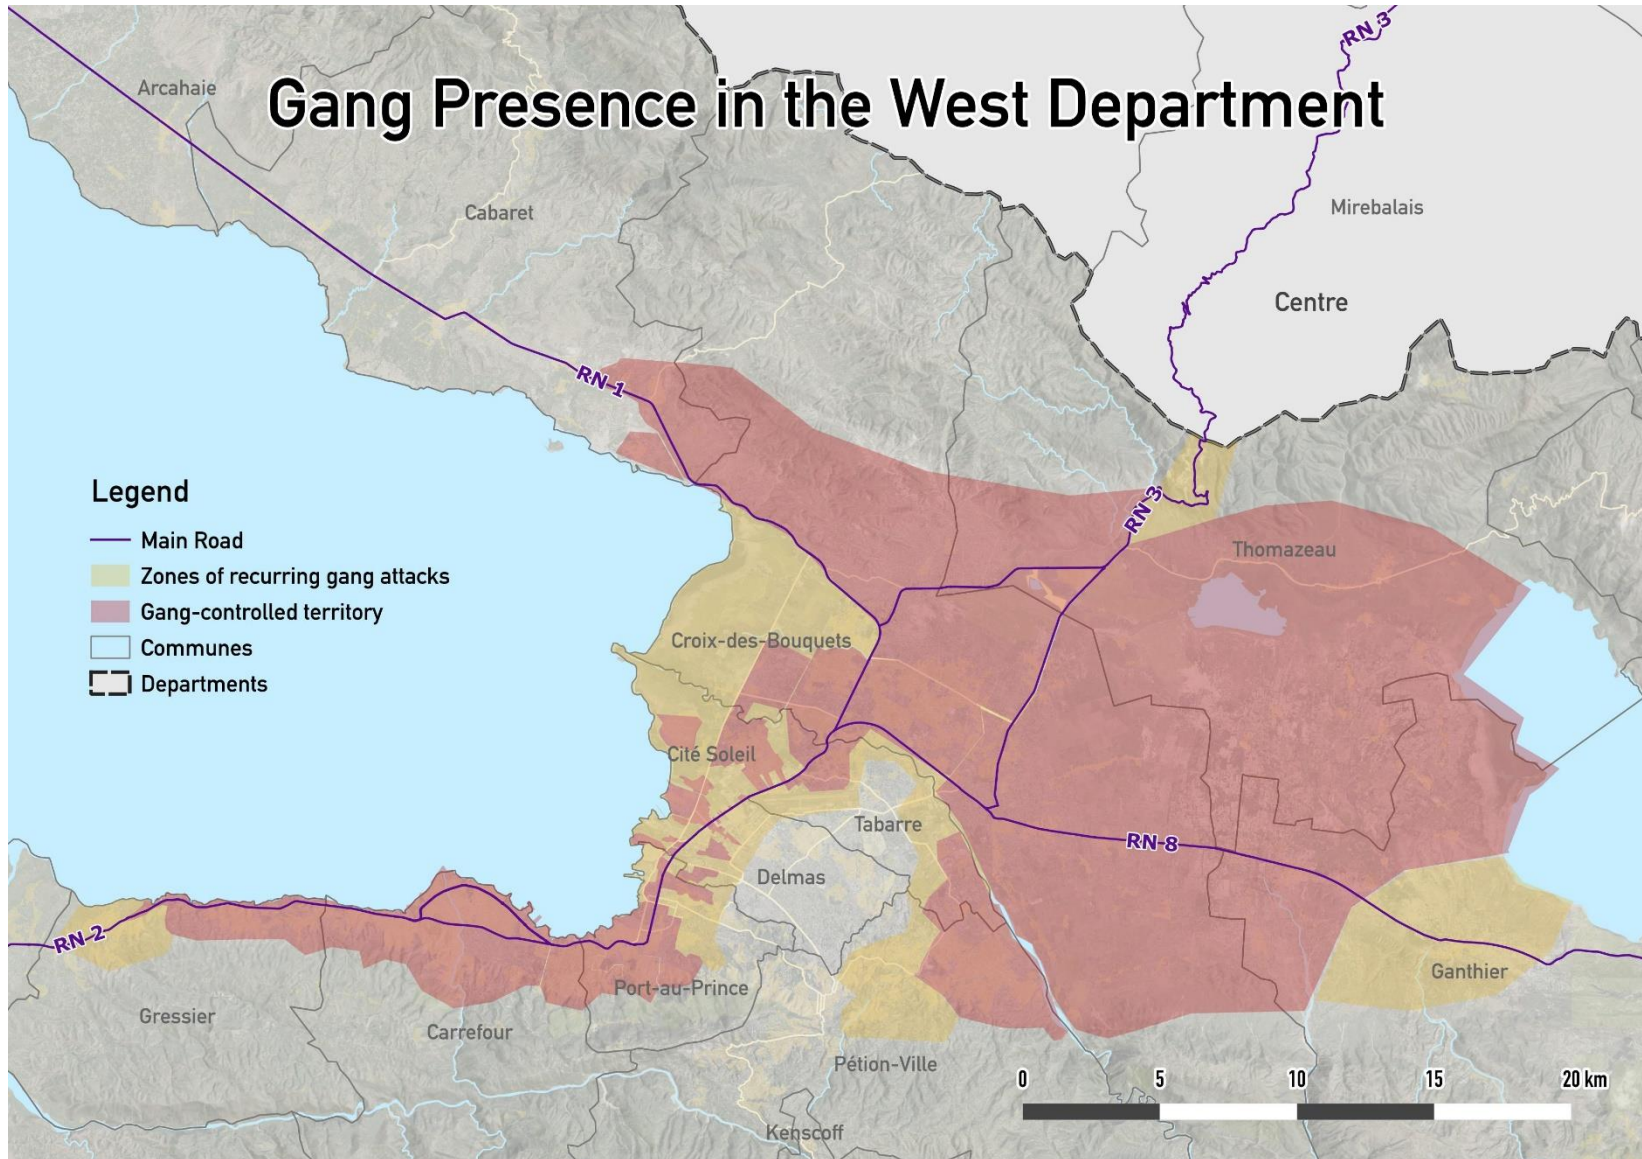 Gang Presence in the West Department
RN 3
Arcahaie
Cabaret
Mirebalais
Centre
RN 1
Legend
Main Road
Zones of recurring gang attacks
Gang-controlled territory
Communes
Departments
RN 3
Thomazeau
Croix-des-Bouquets
Cité Soleil
Tabarre
RN 8
Delmas
RN 2
Ganthier
Port-au-Prince
Gressier
Carrefour
Pétion-Ville
0 5 10 15 20 km
Kenscoff